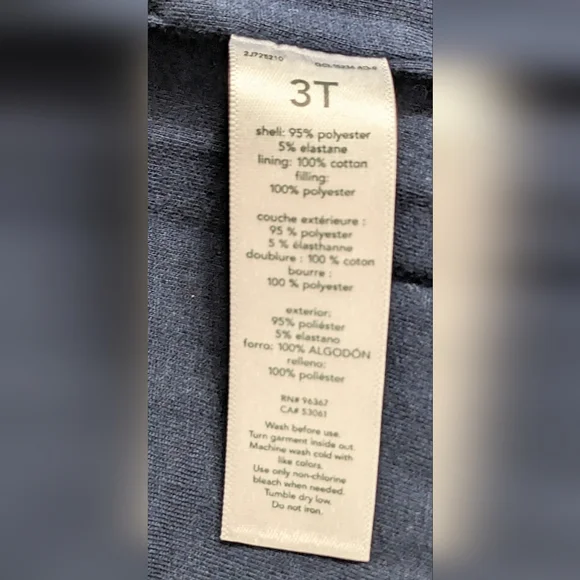 2J725210
3T
shell: 95% polyester
5% elastane
lining: 100% cotton
filling:
100% polyester
couche extérieure :
95 % polyester
5 % élasthanne
doublure : 100 % coton
bourre :
100 % polyester
exterior:
95% poliéster
5% elastano
forro: 100% ALGODÓN
relleno:
100% poliéster
RN# 96367
CA# 53061
Wash before use.
Turn garment inside out.
Machine wash cold with
like colors.
Use only non-chlorine
bleach when needed.
Tumble dry low.
Do not iron.